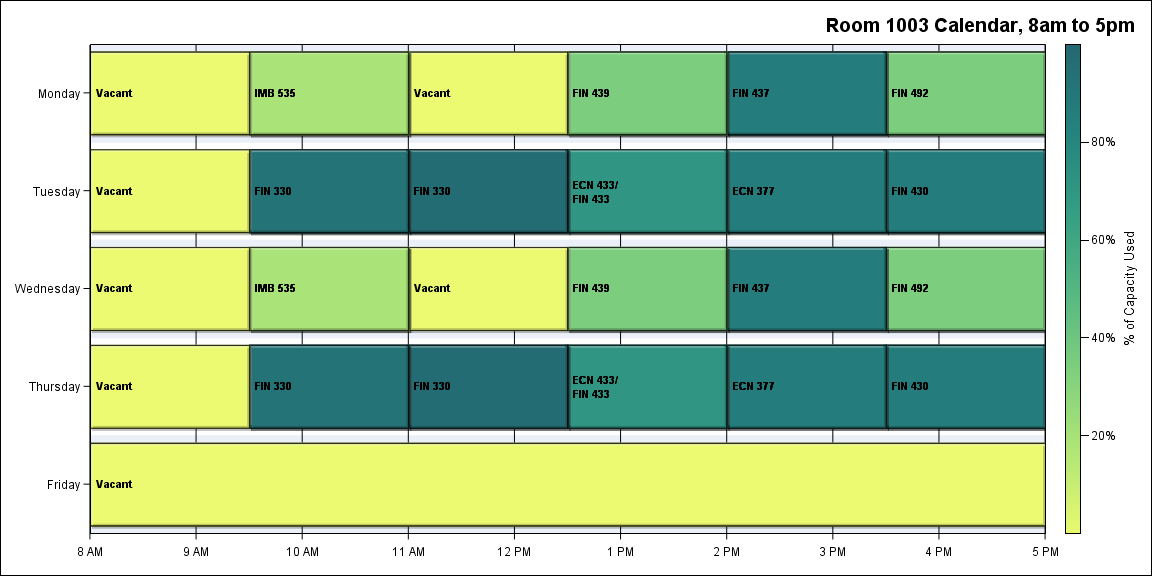 Room 1003 Calendar, 8am to 5pm
Monday
Vacant
IMB 535
Vacant
FIN 439
FIN 437
FIN 492
Tuesday
Vacant
FIN 330
FIN 330
ECN 433/
FIN 433
ECN 377
FIN 430
Wednesday
Vacant
IMB 535
Vacant
FIN 439
FIN 437
FIN 492
Thursday
Vacant
FIN 330
FIN 330
ECN 433/
FIN 433
ECN 377
FIN 430
Friday
Vacant
8 AM
9 AM
10 AM
11 AM
12 PM
1 PM
2 PM
3 PM
4 PM
5 PM
80%
60%
40%
20%
% of Capacity Used